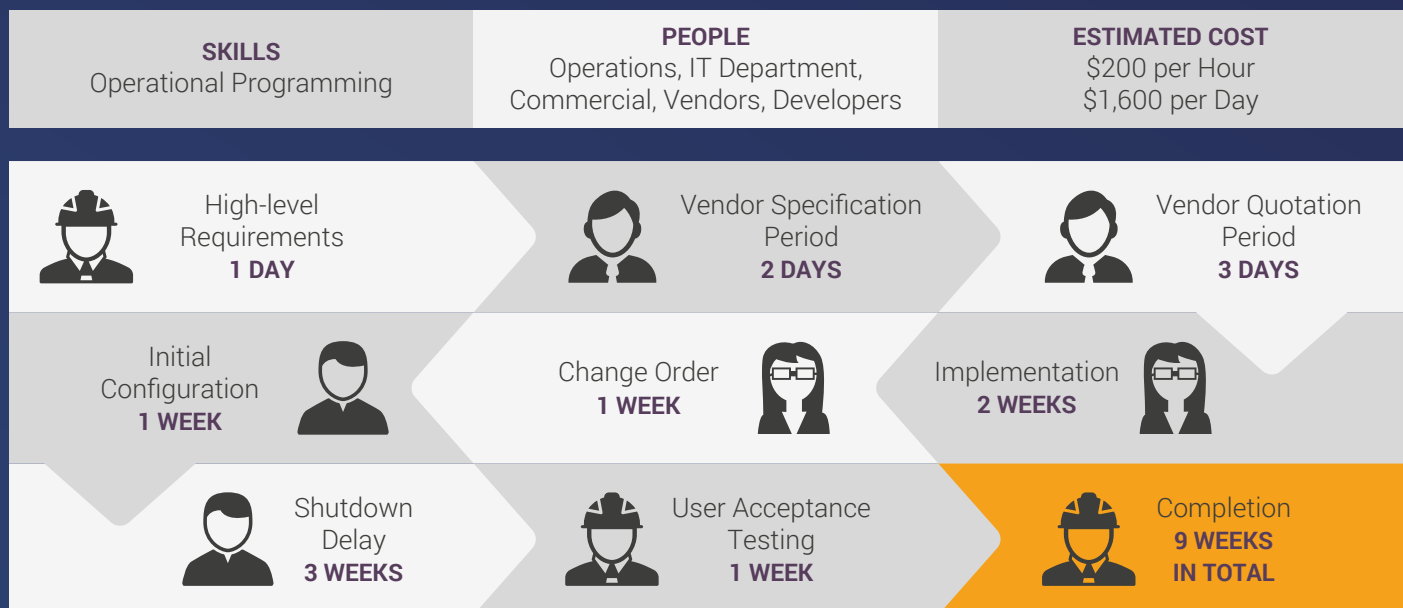 SKILLS
Operational Programming
PEOPLE
Operations, IT Department,
Commercial, Vendors, Developers
ESTIMATED COST
$200 per Hour
$1,600 per Day
High-level
Requirements
1 DAY
Vendor Specification
Period
2 DAYS
Vendor Quotation
Period
3 DAYS
Implementation
2 WEEKS
Change Order
1 WEEK
Initial
Configuration
1 WEEK
Shutdown
Delay
3 WEEKS
User Acceptance
Testing
1 WEEK
Completion
9 WEEKS
IN TOTAL